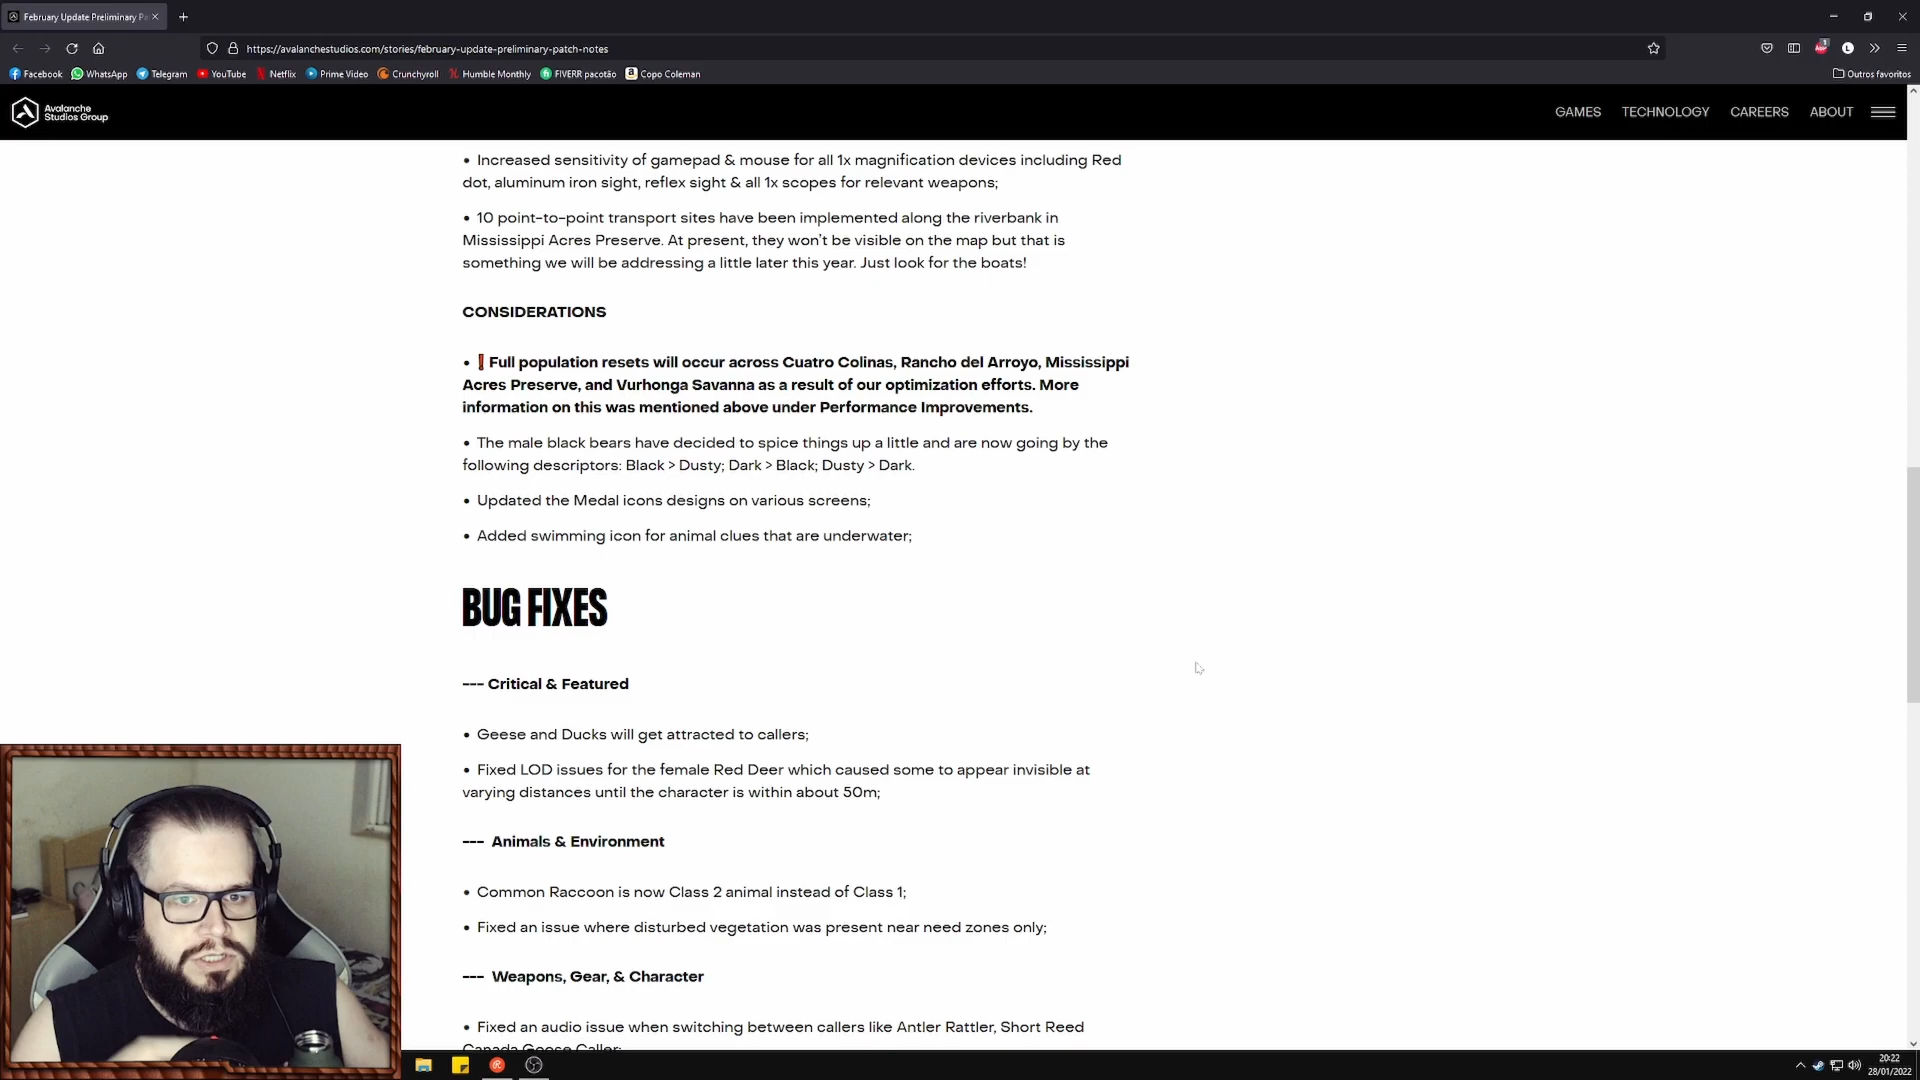 February Update Preliminary Pa
https://avalanchestudios.com/stories/february-update-preliminary-patch-notes
Facebook WhatsApp Telegram YouTube Netflix Prime Video Crunchyroll Humble Monthly FIVERR pacotão Copo Coleman Outros favoritos
Avalanche
Studios Group
GAMES TECHNOLOGY CAREERS ABOUT
• Increased sensitivity of gamepad & mouse for all 1x magnification devices including Red
dot, aluminum iron sight, reflex sight & all 1x scopes for relevant weapons;
• 10 point-to-point transport sites have been implemented along the riverbank in
Mississippi Acres Preserve. At present, they won't be visible on the map but that is
something we will be addressing a little later this year. Just look for the boats!
CONSIDERATIONS
• ❗Full population resets will occur across Cuatro Colinas, Rancho del Arroyo, Mississippi
Acres Preserve, and Vurhonga Savanna as a result of our optimization efforts. More
information on this was mentioned above under Performance Improvements.
• The male black bears have decided to spice things up a little and are now going by the
following descriptors: Black > Dusty; Dark > Black; Dusty > Dark.
• Updated the Medal icons designs on various screens;
• Added swimming icon for animal clues that are underwater;
BUG FIXES
--- Critical & Featured
• Geese and Ducks will get attracted to callers;
• Fixed LOD issues for the female Red Deer which caused some to appear invisible at
varying distances until the character is within about 50m;
--- Animals & Environment
• Common Raccoon is now Class 2 animal instead of Class 1;
• Fixed an issue where disturbed vegetation was present near need zones only;
--- Weapons, Gear, & Character
• Fixed an audio issue when switching between callers like Antler Rattler, Short Reed
Canada Goose Caller;
20:22
28/01/2022